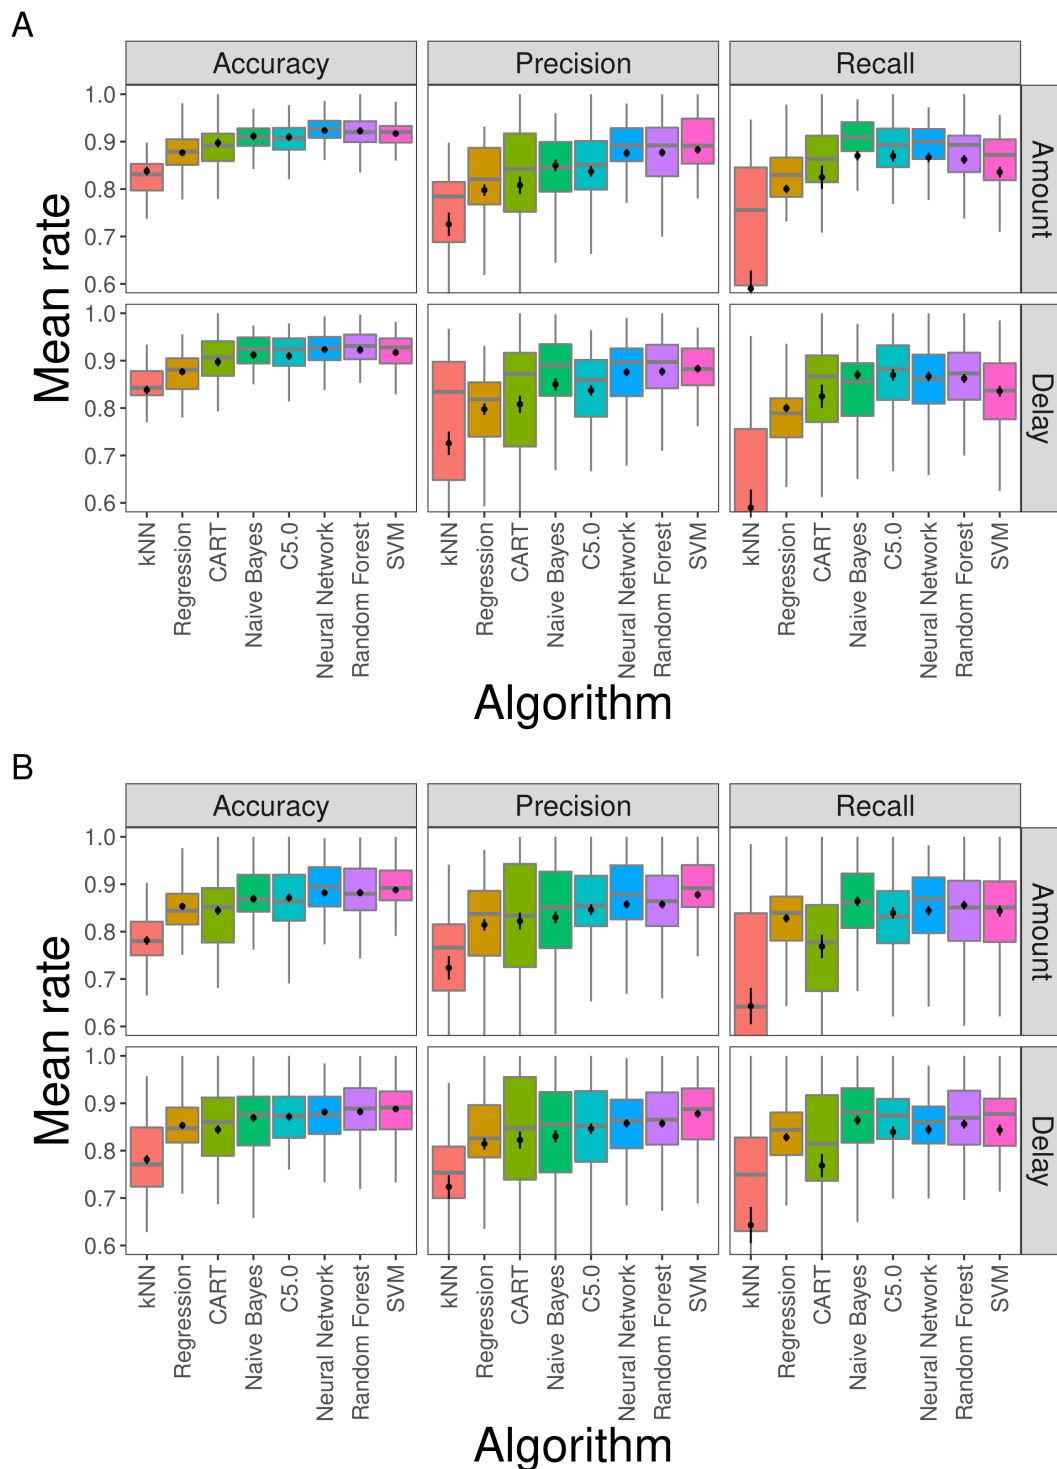 A
Accuracy Precision Recall
1.0
0.9
0.8
0.7
0.6
Amount
1.0
0.9
0.8
0.7
0.6
Delay
Mean rate
kNN Regression CART Naive Bayes C5.0 Neural Network Random Forest SVM kNN Regression CART Naive Bayes C5.0 Neural Network Random Forest SVM kNN Regression CART Naive Bayes C5.0 Neural Network Random Forest SVM
Algorithm
B
Accuracy Precision Recall
1.0
0.9
0.8
0.7
0.6
Amount
1.0
0.9
0.8
0.7
0.6
Delay
Mean rate
kNN Regression CART Naive Bayes C5.0 Neural Network Random Forest SVM kNN Regression CART Naive Bayes C5.0 Neural Network Random Forest SVM kNN Regression CART Naive Bayes C5.0 Neural Network Random Forest SVM
Algorithm